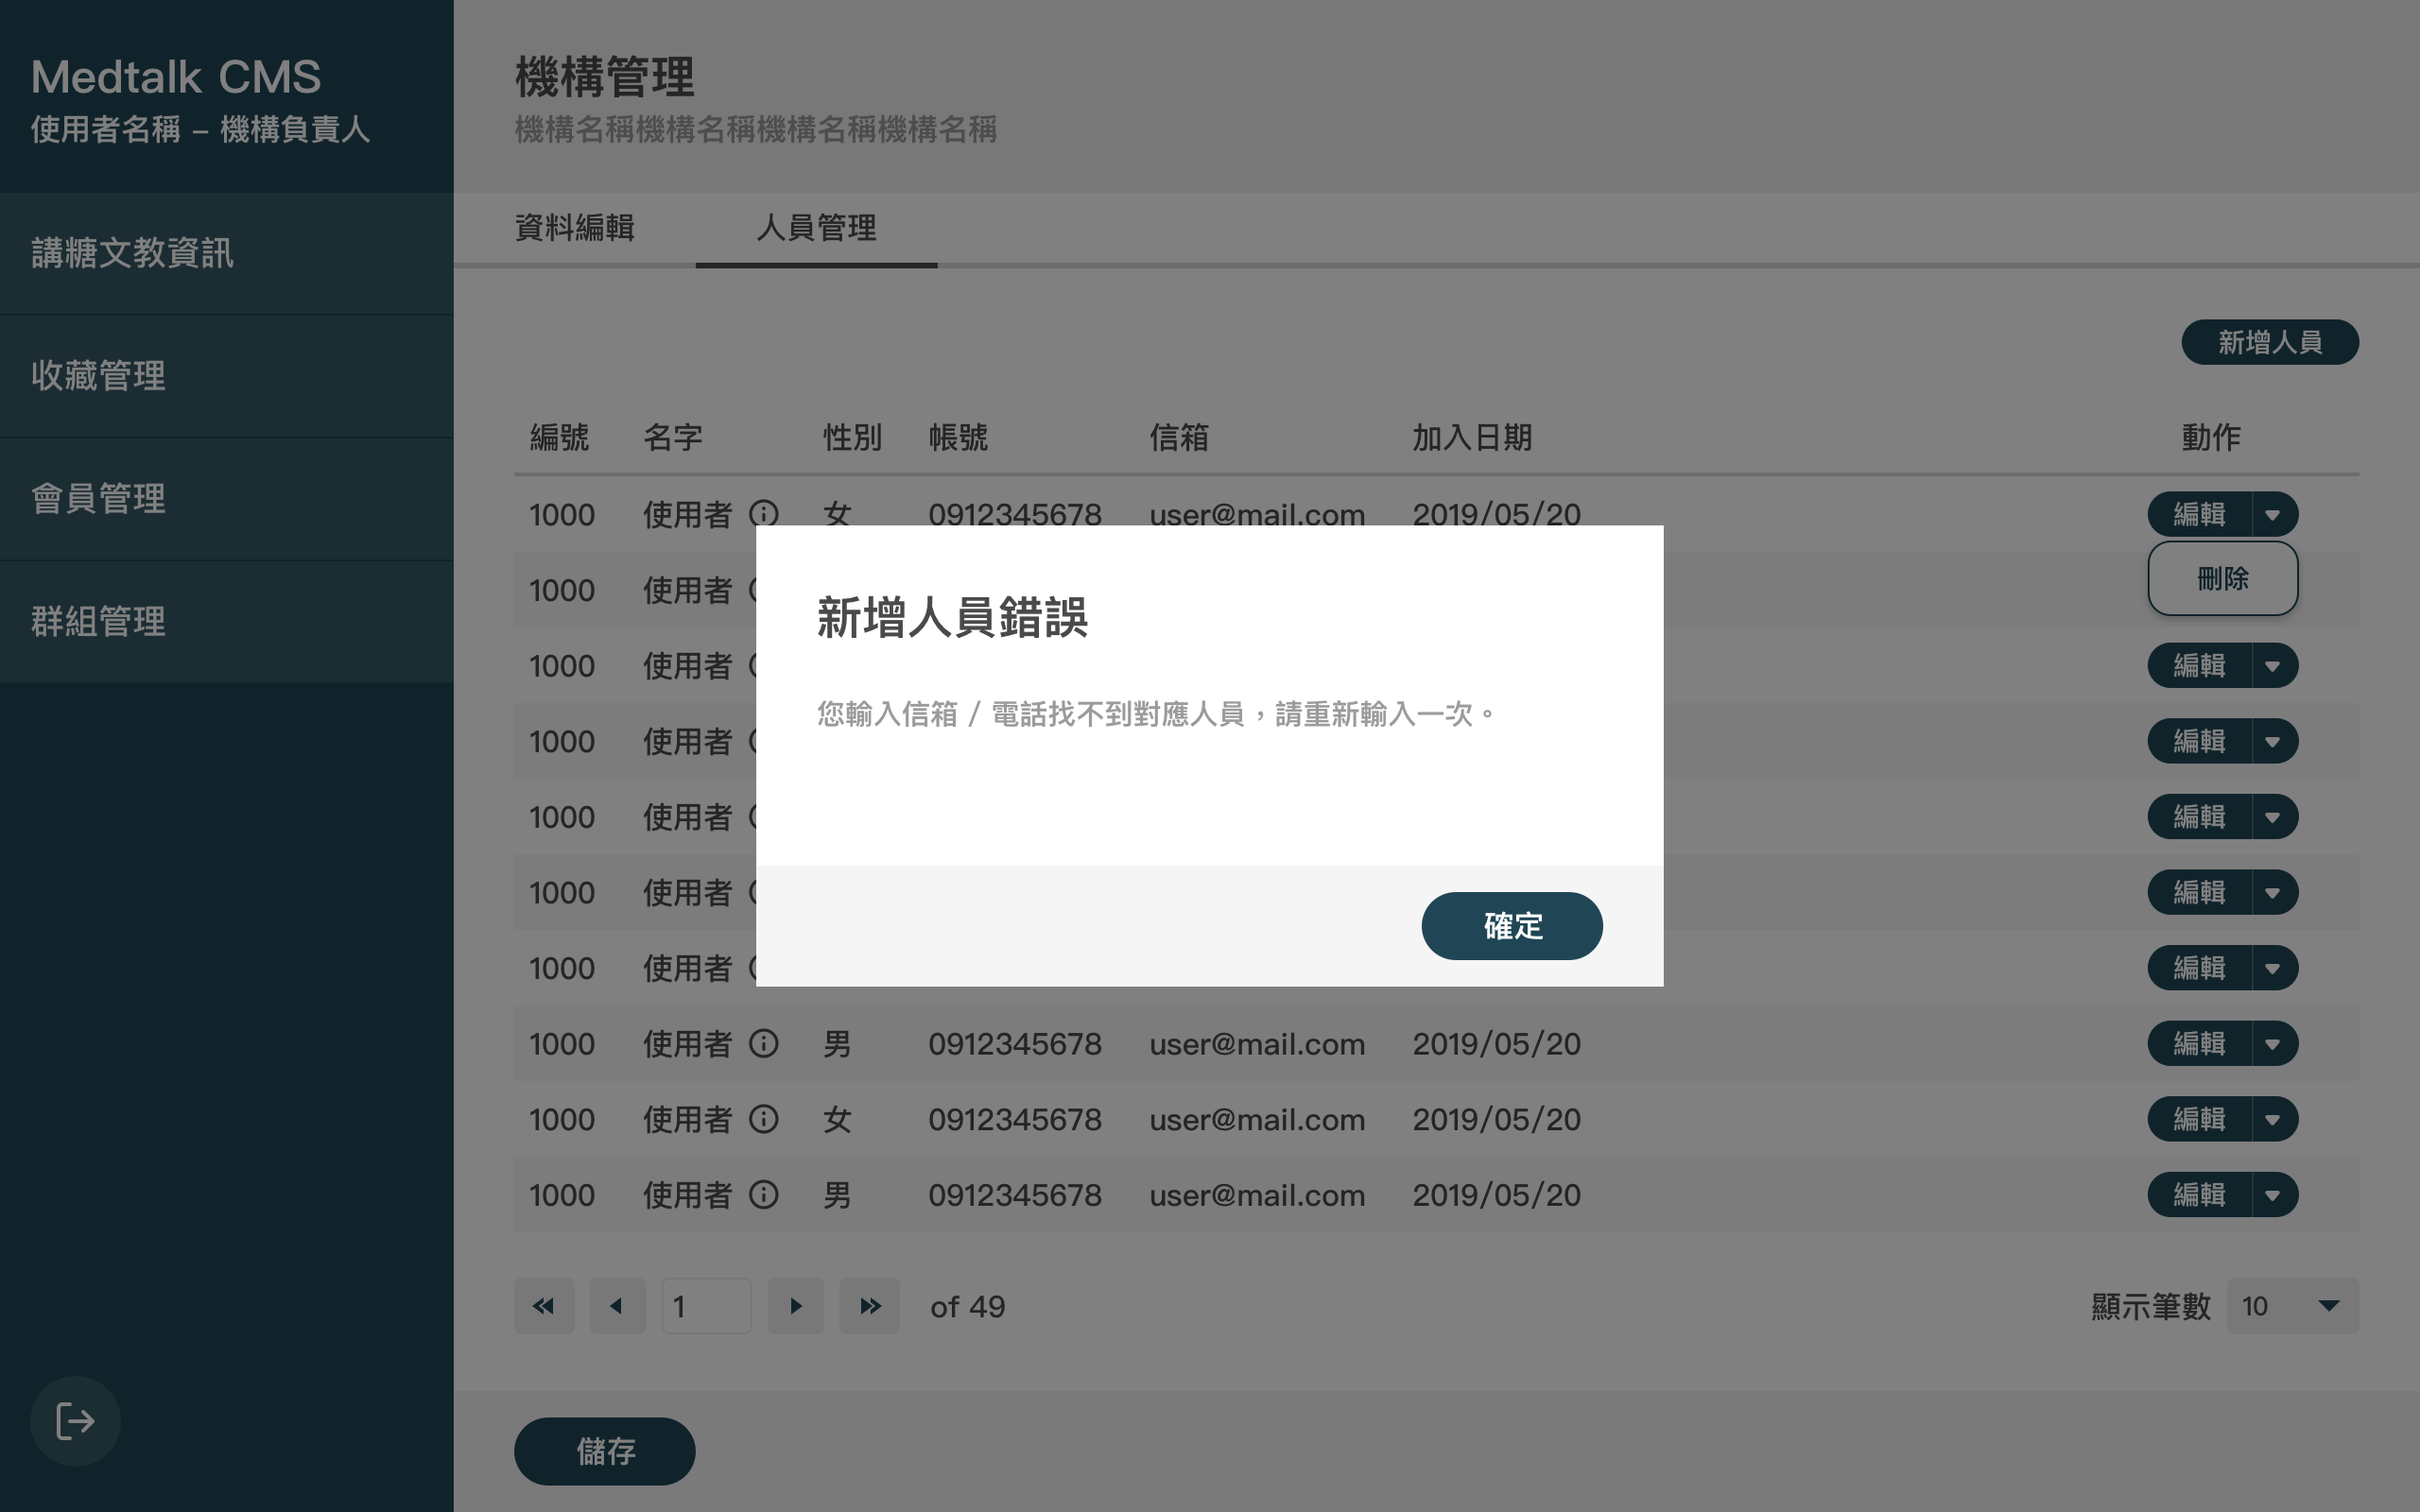 Medtalk CMS
使用者名稱 – 機構負責人
講糖文教資訊
收藏管理
會員管理
群組管理
機構管理
機構名稱機構名稱機構名稱機構名稱
資料編輯 人員管理
新增人員
編號 名字 性別 帳號 信箱 加入日期 動作
1000 使用者 女 0912345678 user@mail.com 2019/05/20 編輯
刪除
1000 使用者
1000 使用者 編輯
1000 使用者 編輯
1000 使用者 編輯
1000 使用者 編輯
1000 使用者 編輯
新增人員錯誤
您輸入信箱 / 電話找不到對應人員，請重新輸入一次。
確定
1000 使用者 男 0912345678 user@mail.com 2019/05/20 編輯
1000 使用者 女 0912345678 user@mail.com 2019/05/20 編輯
1000 使用者 男 0912345678 user@mail.com 2019/05/20 編輯
1 of 49 顯示筆數 10
儲存